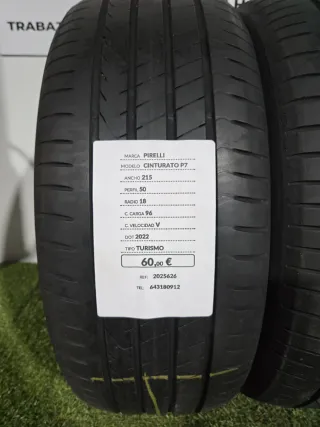 TRABAZ
TRABA
MARCA PIRELLI
MODELO CINTURATO P7
ANCHO 215
PERFIL 50
RADIO 18
C. CARGA 96
C. VELOCIDAD V
DOT 2022
TIPO TURISMO
60,00 €
REF: 2025626
TEL: 643180912